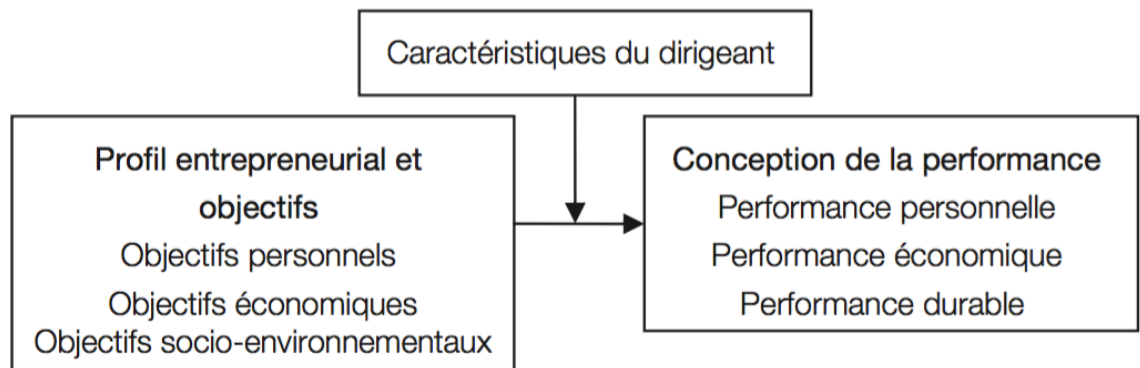 Caractéristiques du dirigeant
Profil entrepreneurial et
objectifs
Objectifs personnels
Objectifs économiques
Objectifs socio-environnementaux
Conception de la performance
Performance personnelle
Performance économique
Performance durable